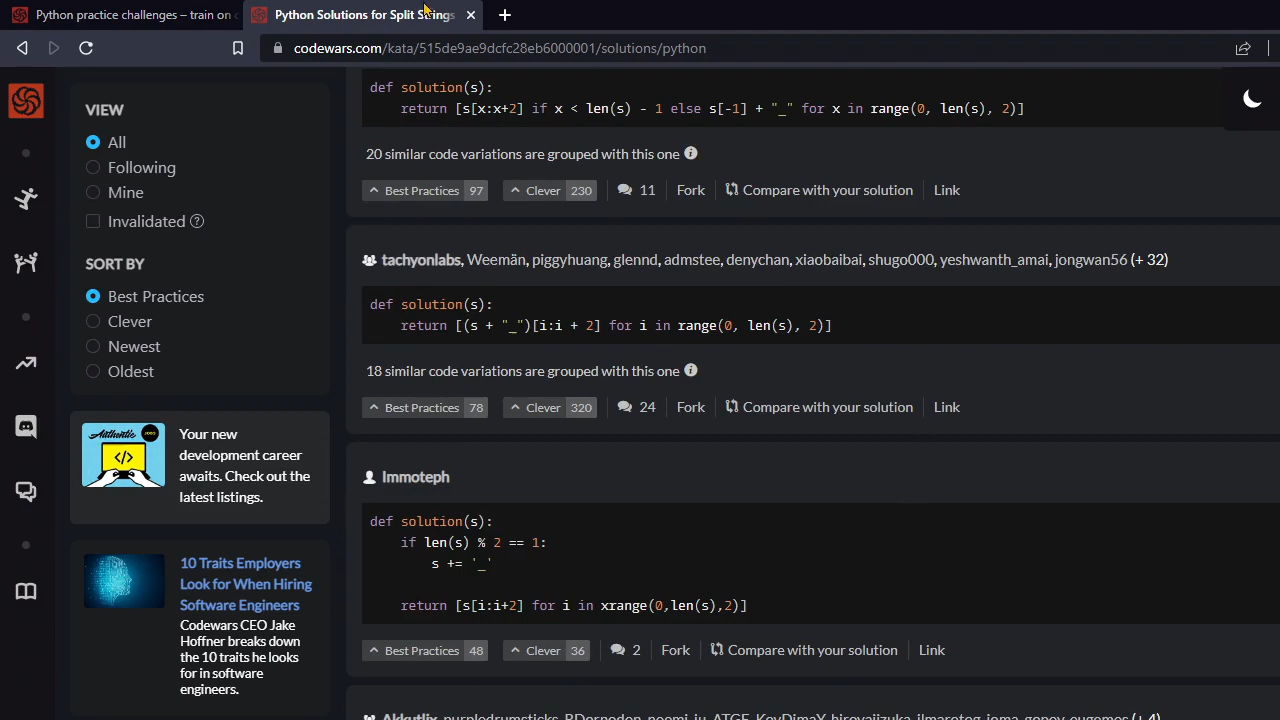 Python practice challenges – train on c
Python Solutions for Split Strings
codewars.com/kata/515de9ae9dcfc28eb6000001/solutions/python
VIEW
All
Following
Mine
Invalidated
SORT BY
Best Practices
Clever
Newest
Oldest
Authentic JOBS
</>
Your new
development career
awaits. Check out the
latest listings.
10 Traits Employers
Look for When Hiring
Software Engineers
Codewars CEO Jake
Hoffner breaks down
the 10 traits he looks
for in software
engineers.
def solution(s):
return [s[x:x+2] if x < len(s) - 1 else s[-1] + "_" for x in range(0, len(s), 2)]
20 similar code variations are grouped with this one
Best Practices 97 Clever 230 11 Fork Compare with your solution Link
tachyonlabs, Weemän, piggyhuang, glennd, admstee, denychan, xiaobaibai, shugo000, yeshwanth_amai, jongwan56 (+ 32)
def solution(s):
return [(s + "_")[i:i + 2] for i in range(0, len(s), 2)]
18 similar code variations are grouped with this one
Best Practices 78 Clever 320 24 Fork Compare with your solution Link
Immoteph
def solution(s):
if len(s) % 2 == 1:
s += '_'
return [s[i:i+2] for i in xrange(0,len(s),2)]
Best Practices 48 Clever 36 2 Fork Compare with your solution Link